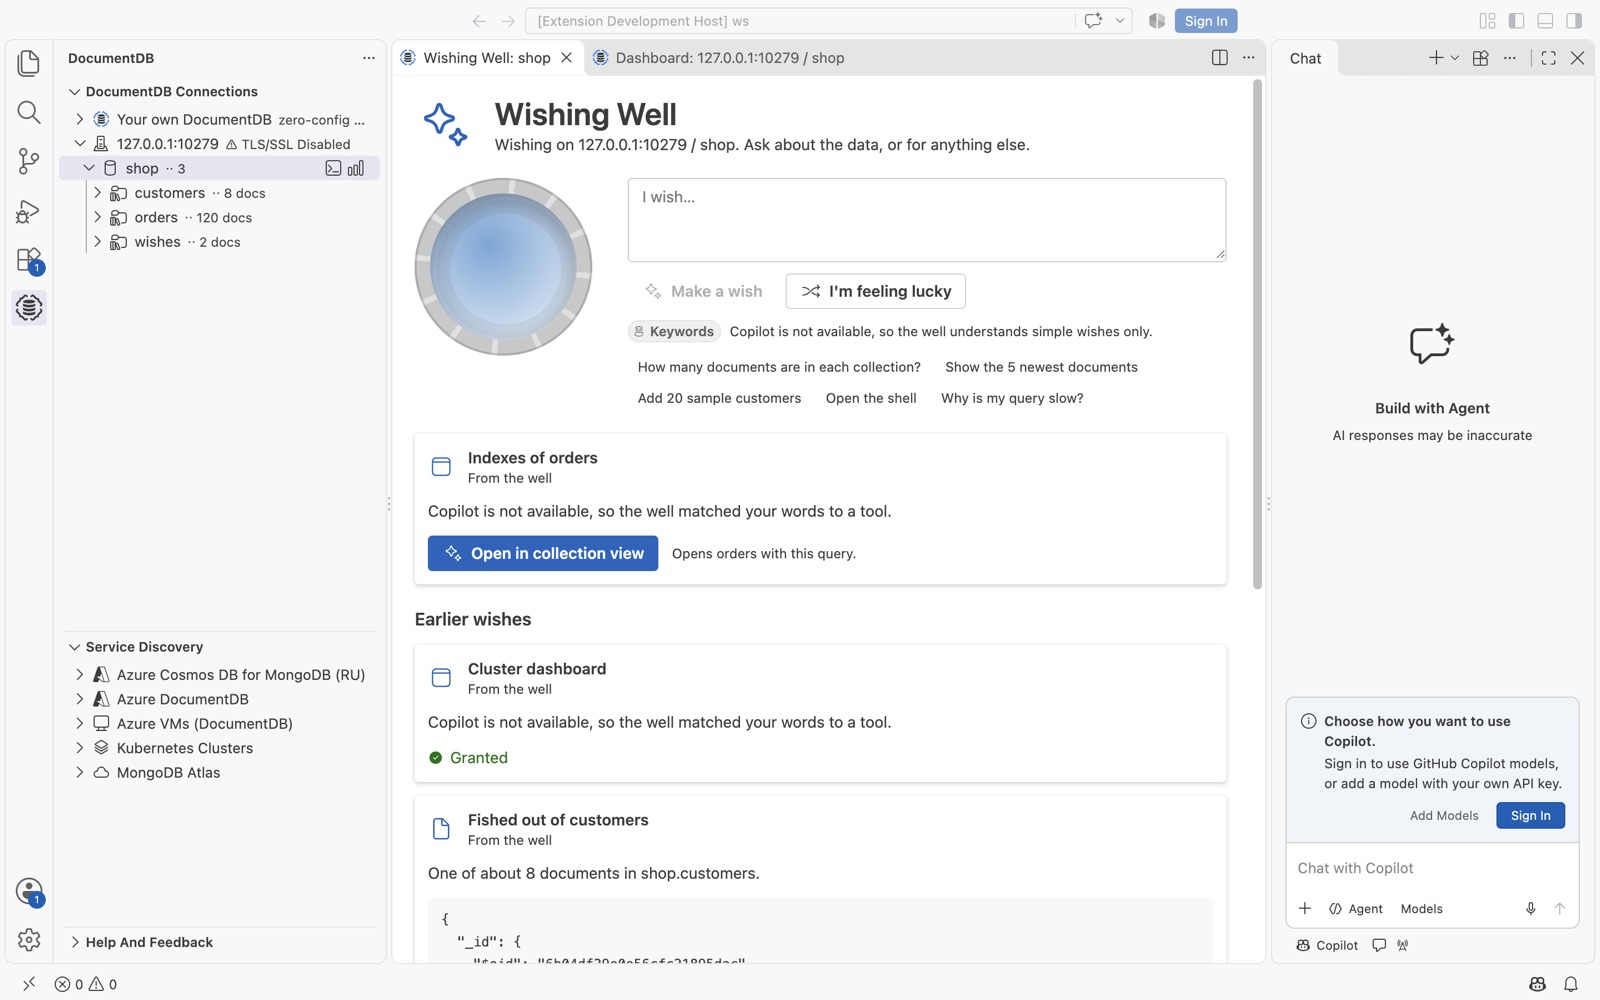 [Extension Development Host] ws
Sign In
DocumentDB
DocumentDB Connections
Your own DocumentDB zero-config ...
127.0.0.1:10279 TLS/SSL Disabled
shop ·· 3
customers ·· 8 docs
orders ·· 120 docs
wishes ·· 2 docs
1
Service Discovery
Azure Cosmos DB for MongoDB (RU)
Azure DocumentDB
Azure VMs (DocumentDB)
Kubernetes Clusters
MongoDB Atlas
1
Help And Feedback
0 0
Wishing Well: shop
Dashboard: 127.0.0.1:10279 / shop
Wishing Well
Wishing on 127.0.0.1:10279 / shop. Ask about the data, or for anything else.
I wish...
Make a wish
I'm feeling lucky
Keywords
Copilot is not available, so the well understands simple wishes only.
How many documents are in each collection?
Show the 5 newest documents
Add 20 sample customers
Open the shell
Why is my query slow?
Indexes of orders
From the well
Copilot is not available, so the well matched your words to a tool.
Open in collection view
Opens orders with this query.
Earlier wishes
Cluster dashboard
From the well
Copilot is not available, so the well matched your words to a tool.
Granted
Fished out of customers
From the well
One of about 8 documents in shop.customers.
{
"_id": {
Chat
Build with Agent
AI responses may be inaccurate
Choose how you want to use
Copilot.
Sign in to use GitHub Copilot models,
or add a model with your own API key.
Add Models
Sign In
Chat with Copilot
Agent
Models
Copilot